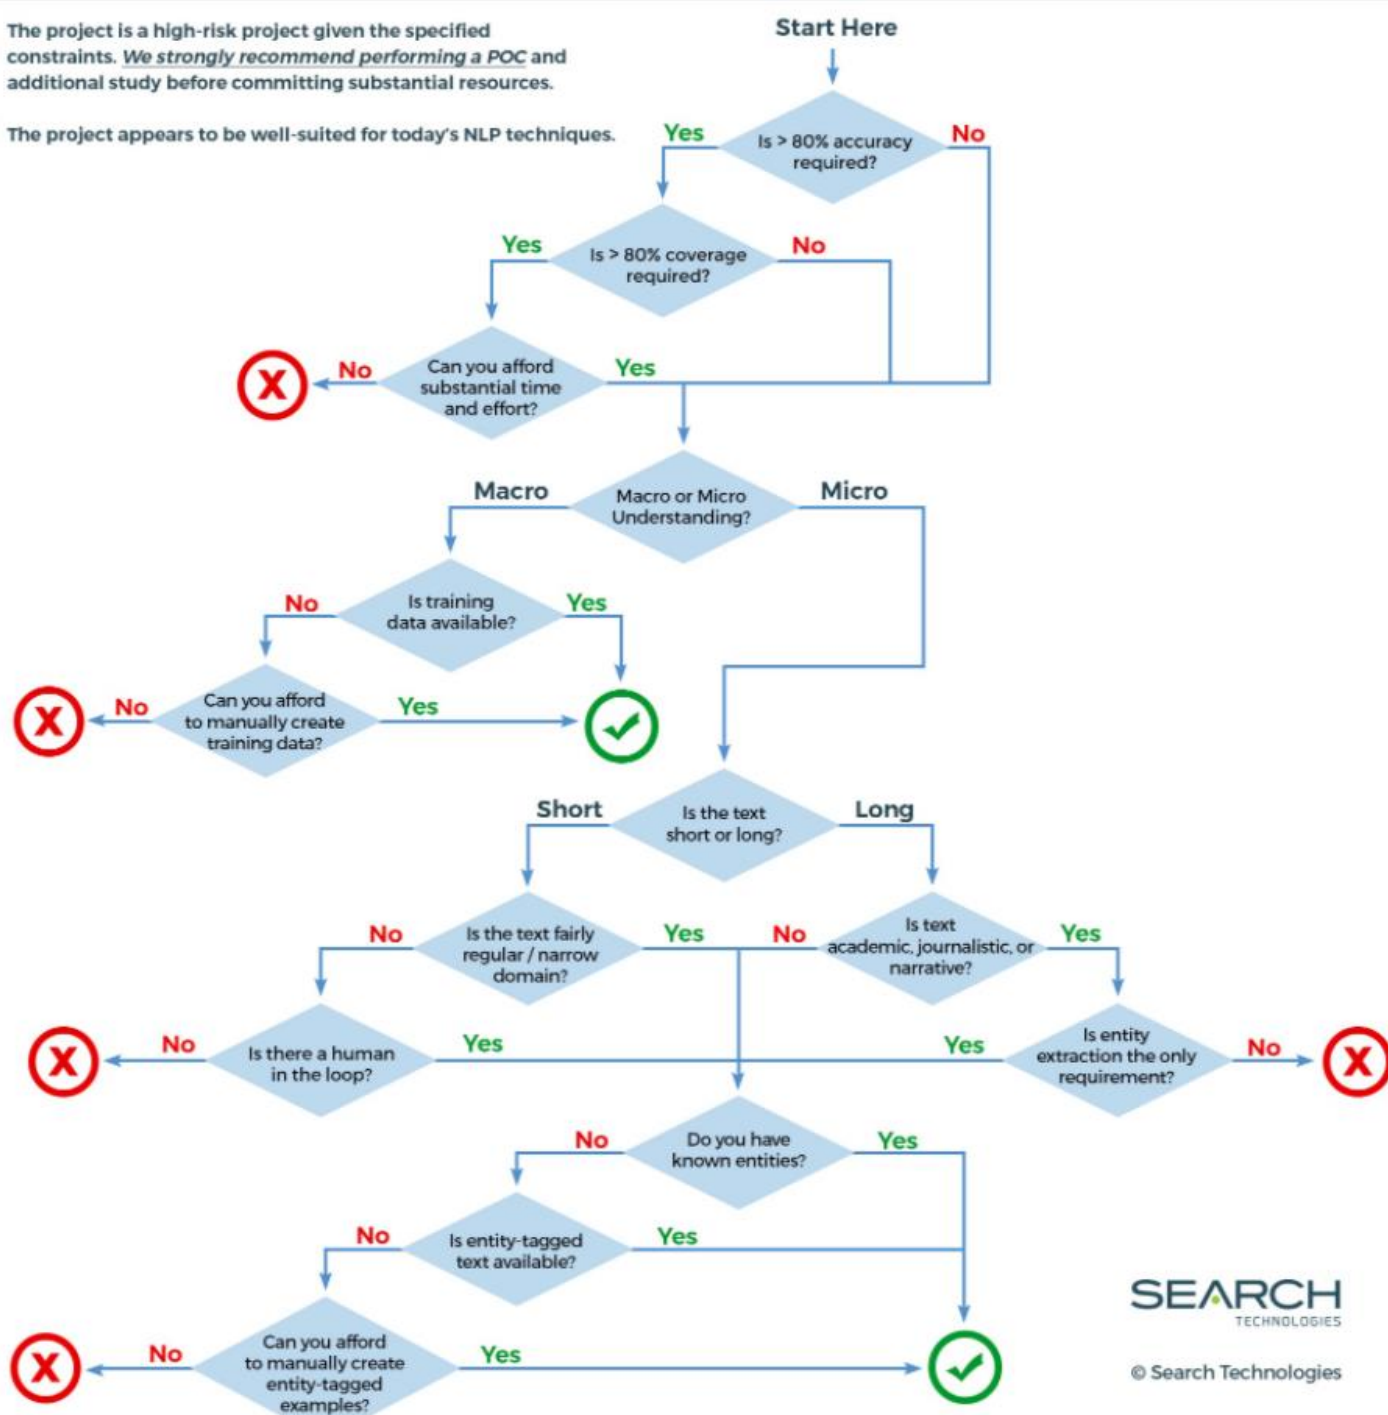 The project is a high-risk project given the specified
constraints. We strongly recommend performing a POC and
additional study before committing substantial resources.
The project appears to be well-suited for today's NLP techniques.
Start Here
Is > 80% accuracy
required?
Yes
No
Is > 80% coverage
required?
Yes
No
Can you afford
substantial time
and effort?
No
X
Yes
Macro or Micro
Understanding?
Macro
Micro
Is training
data available?
No
Yes
Can you afford
to manually create
training data?
No
X
Yes
Is the text
short or long?
Short
Long
Is the text fairly
regular / narrow
domain?
No
Yes
Is text
academic, journalistic, or
narrative?
No
Yes
Is there a human
in the loop?
No
X
Yes
Is entity
extraction the only
requirement?
Yes
No
X
Do you have
known entities?
No
Yes
Is entity-tagged
text available?
No
Yes
Can you afford
to manually create
entity-tagged
examples?
No
X
Yes
SEARCH
TECHNOLOGIES
© Search Technologies